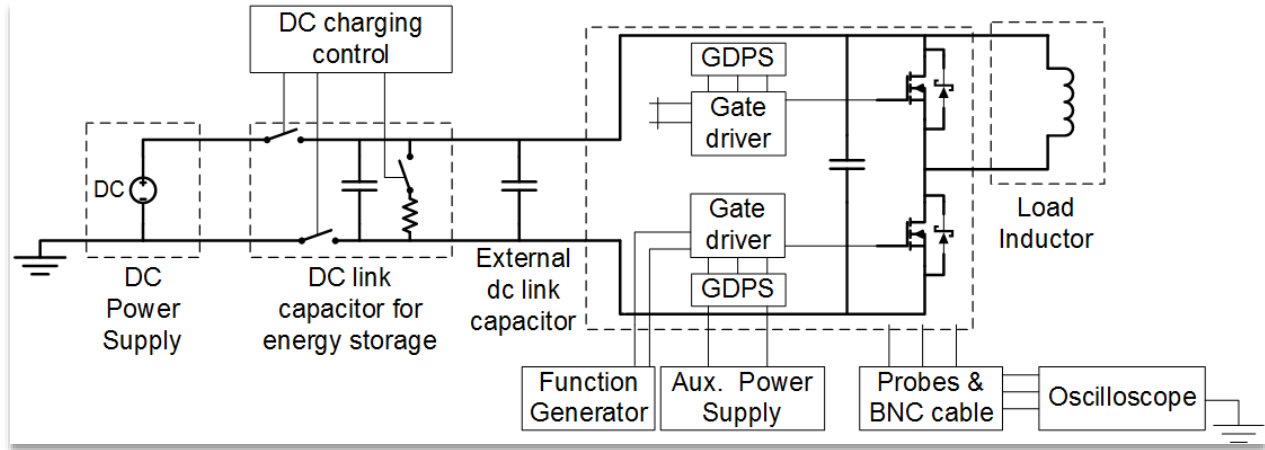 DC charging
control
GDPS
Gate
driver
DC
Gate
driver
GDPS
Load
Inductor
DC
Power
Supply
DC link
capacitor for
energy storage
External
dc link
capacitor
Function
Generator
Aux. Power
Supply
Probes &
BNC cable
Oscilloscope